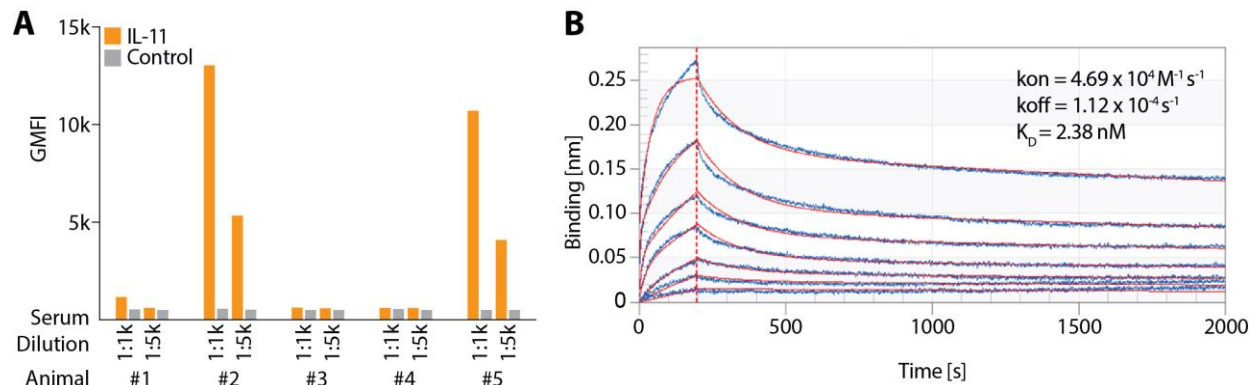 A
15k
IL-11
Control
10k
5k
GMFI
Serum
Dilution
1:1k 1:5k 1:1k 1:5k 1:1k 1:5k 1:1k 1:5k 1:1k 1:5k
Animal #1 #2 #3 #4 #5
B
kon = 4.69 x 10⁴ M⁻¹ s⁻¹
koff = 1.12 x 10⁻⁴ s⁻¹
K_D = 2.38 nM
0.25
0.20
0.15
0.10
0.05
0
Binding [nm]
0 500 1000 1500 2000
Time [s]